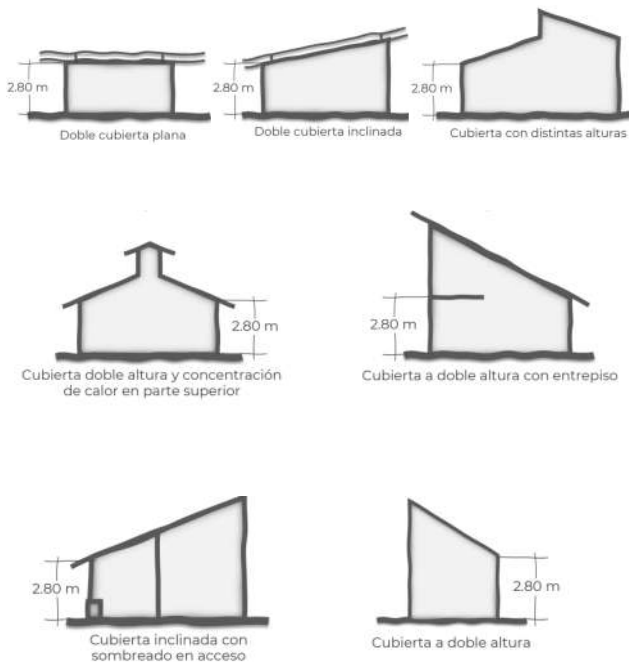 2.80 m
Doble cubierta plana
2.80 m
Doble cubierta inclinada
2.80 m
Cubierta con distintas alturas
2.80 m
Cubierta doble altura y concentración
de calor en parte superior
2.80 m
Cubierta a doble altura con entrepiso
2.80 m
Cubierta inclinada con
sombreado en acceso
2.80 m
Cubierta a doble altura